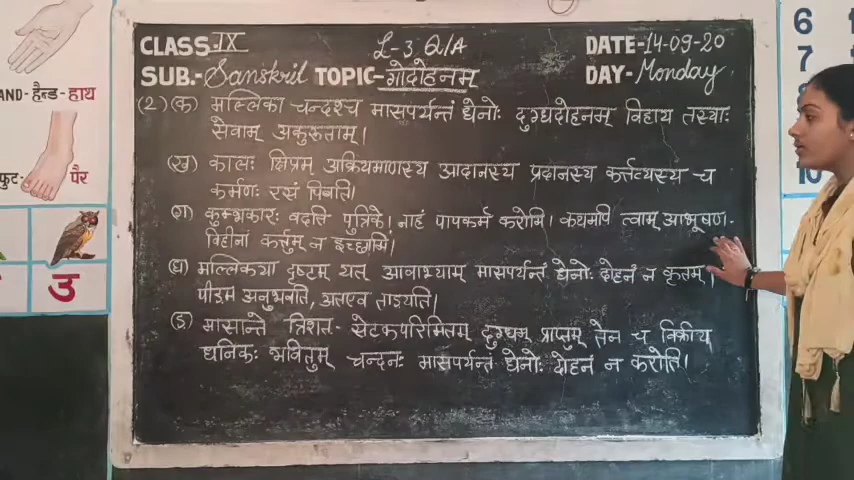 CLASS-IX L-3 Q/A DATE-14-09-20
SUB.-Sanskrit TOPIC-गोदोहनम् DAY-Monday
(2) (क) मल्लिका चन्दश्च मासपर्यन्तं धेनोः दुग्धदोहनम् विहाय तस्याः
सेवाम् अकुरुताम्।
(ख) कालः क्षिप्रम् अक्रियमाणस्य आदानस्य प्रदानस्य कर्त्तव्यस्य च
कर्मणः रसं पिबति।
(ग) कुम्भकारः वदति पुत्रिके। नाहं पापकर्म करोमि। कथमपि त्वाम् आभूषण-
विहीनां कर्त्तुम् न इच्छामि।
(घ) मल्लिकया दृष्टम् यत् आवाभ्याम् मासपर्यन्तं धेनोः दोहनं न कृतम्।
पीडाम् अनुभवति, अतएव ताडयति।
(ङ) मासान्ते त्रिशत- सेटकपरिमितम् दुग्धम् प्राप्तुम् तेन च विक्रीय
धनिकः भवितुम् चन्दनः मासपर्यन्तं धेनोः दोहनं न करोति।
AND-हैन्ड-हाथ
फुट- पैर
उ
6
7
8
10